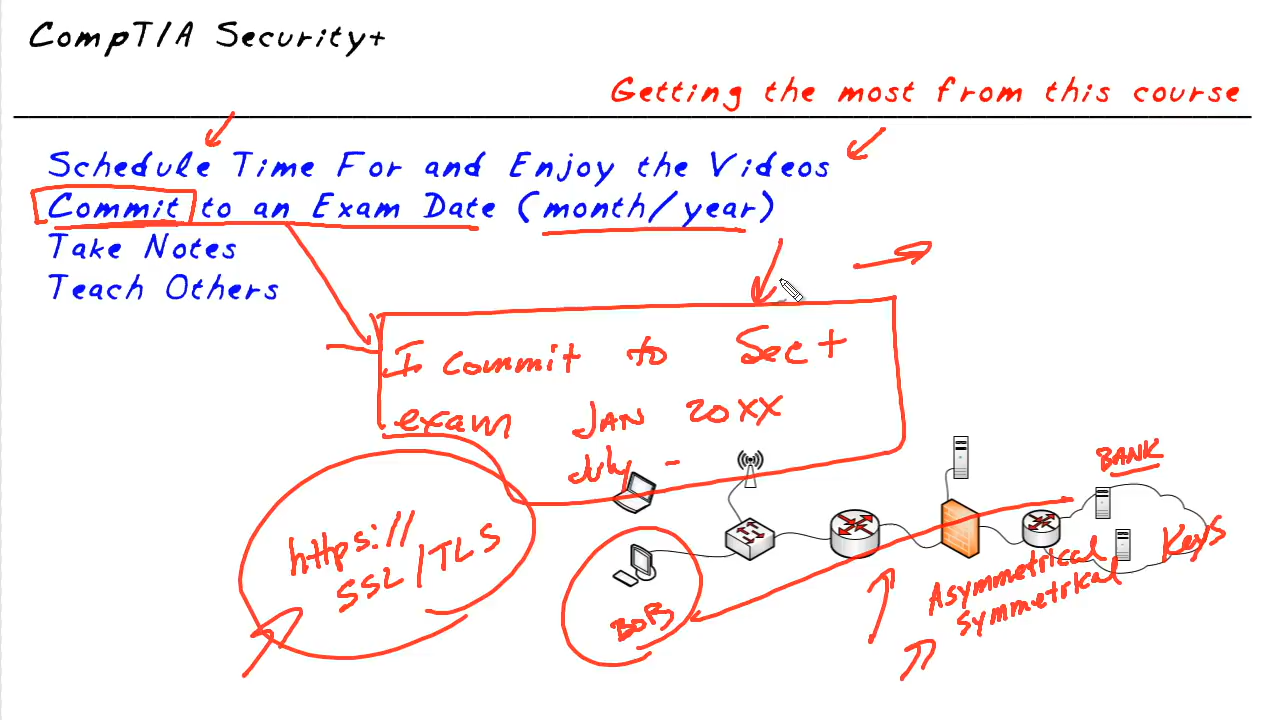 CompTIA Security+
Getting the most from this course
Schedule Time For and Enjoy the Videos
Commit to an Exam Date (month/year)
Take Notes
Teach Others
I commit to Sec+
exam JAN 20XX
July -
https://
SSL/TLS
BOB
BANK
Keys
Asymmetrical
Symmetrical